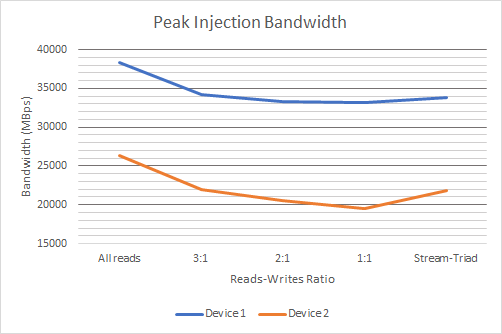 Peak Injection Bandwidth
Bandwidth (MBps)
40000
35000
30000
25000
20000
15000
All reads 3:1 2:1 1:1 Stream-Triad
Reads-Writes Ratio
Device 1 Device 2